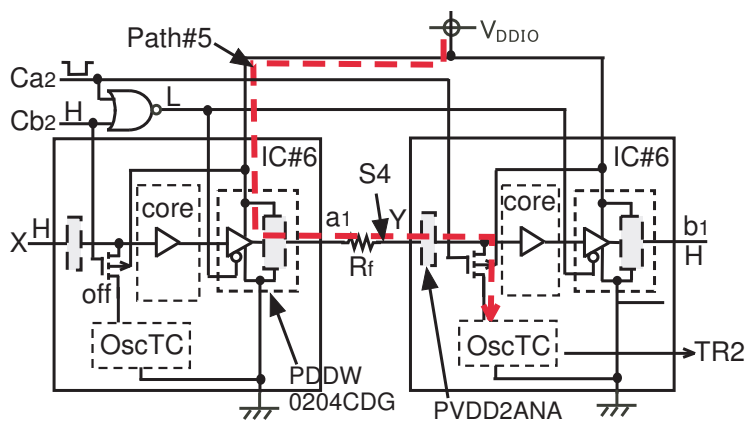 Path#5
VDDIO
Ca2
Cb2 H
L
IC#6
IC#6
S4
core
core
X H
a1
Y
b1
H
Rf
off
OscTC
OscTC
TR2
PDDW
0204CDG
PVDD2ANA